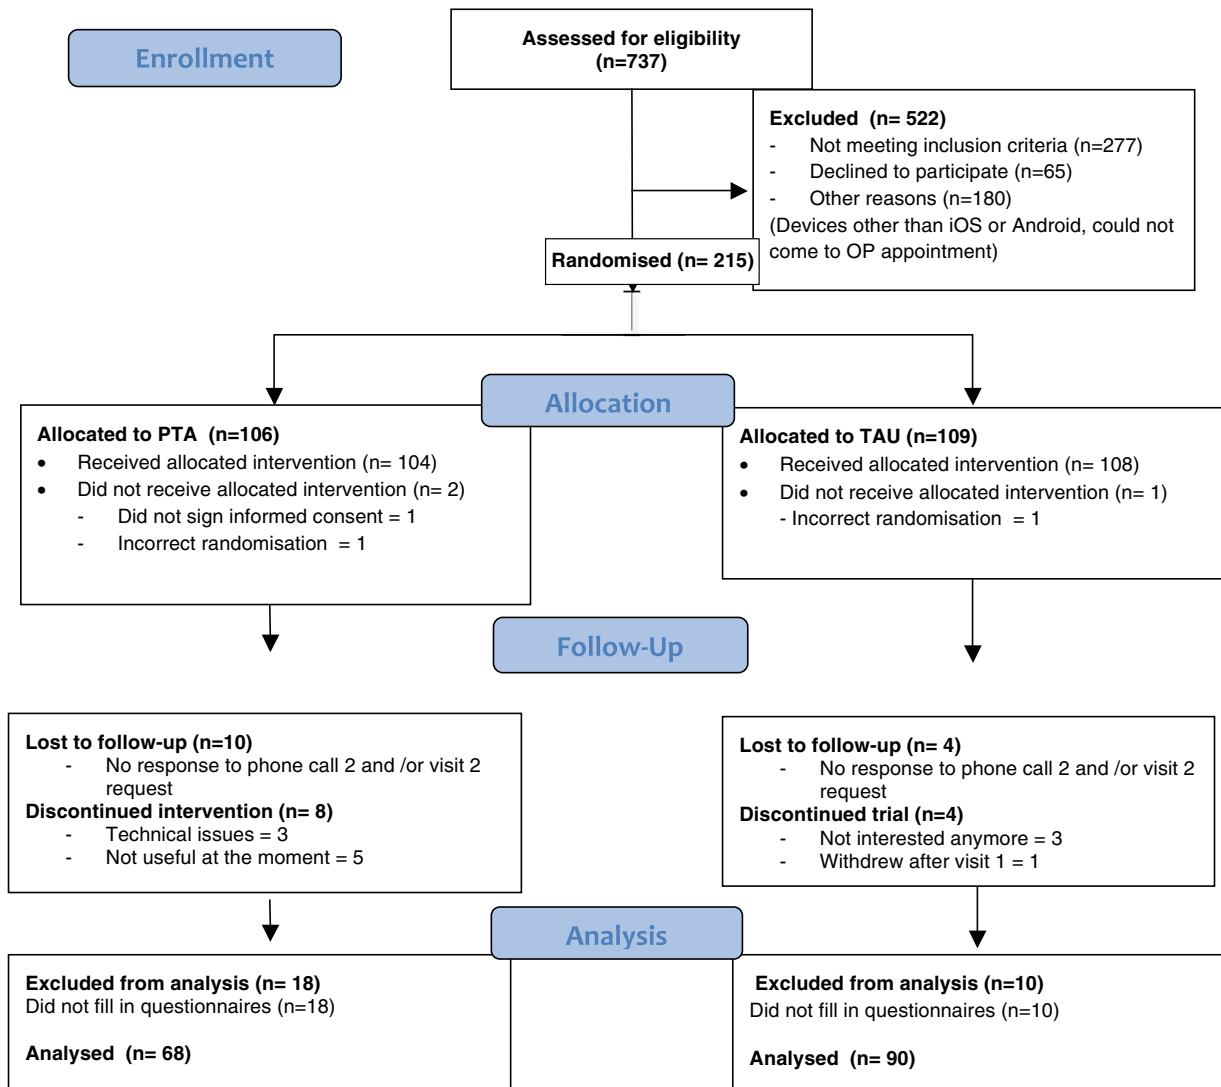 Enrollment
Assessed for eligibility
(n=737)
Excluded (n= 522)
- Not meeting inclusion criteria (n=277)
- Declined to participate (n=65)
- Other reasons (n=180)
(Devices other than iOS or Android, could not
come to OP appointment)
Randomised (n= 215)
Allocation
Allocated to PTA (n=106)
• Received allocated intervention (n= 104)
• Did not receive allocated intervention (n= 2)
- Did not sign informed consent = 1
- Incorrect randomisation = 1
Allocated to TAU (n=109)
• Received allocated intervention (n= 108)
• Did not receive allocated intervention (n= 1)
- Incorrect randomisation = 1
Follow-Up
Lost to follow-up (n=10)
- No response to phone call 2 and /or visit 2
request
Discontinued intervention (n= 8)
- Technical issues = 3
- Not useful at the moment = 5
Lost to follow-up (n= 4)
- No response to phone call 2 and /or visit 2
request
Discontinued trial (n=4)
- Not interested anymore = 3
- Withdrew after visit 1 = 1
Analysis
Excluded from analysis (n= 18)
Did not fill in questionnaires (n=18)
Analysed (n= 68)
Excluded from analysis (n=10)
Did not fill in questionnaires (n=10)
Analysed (n= 90)